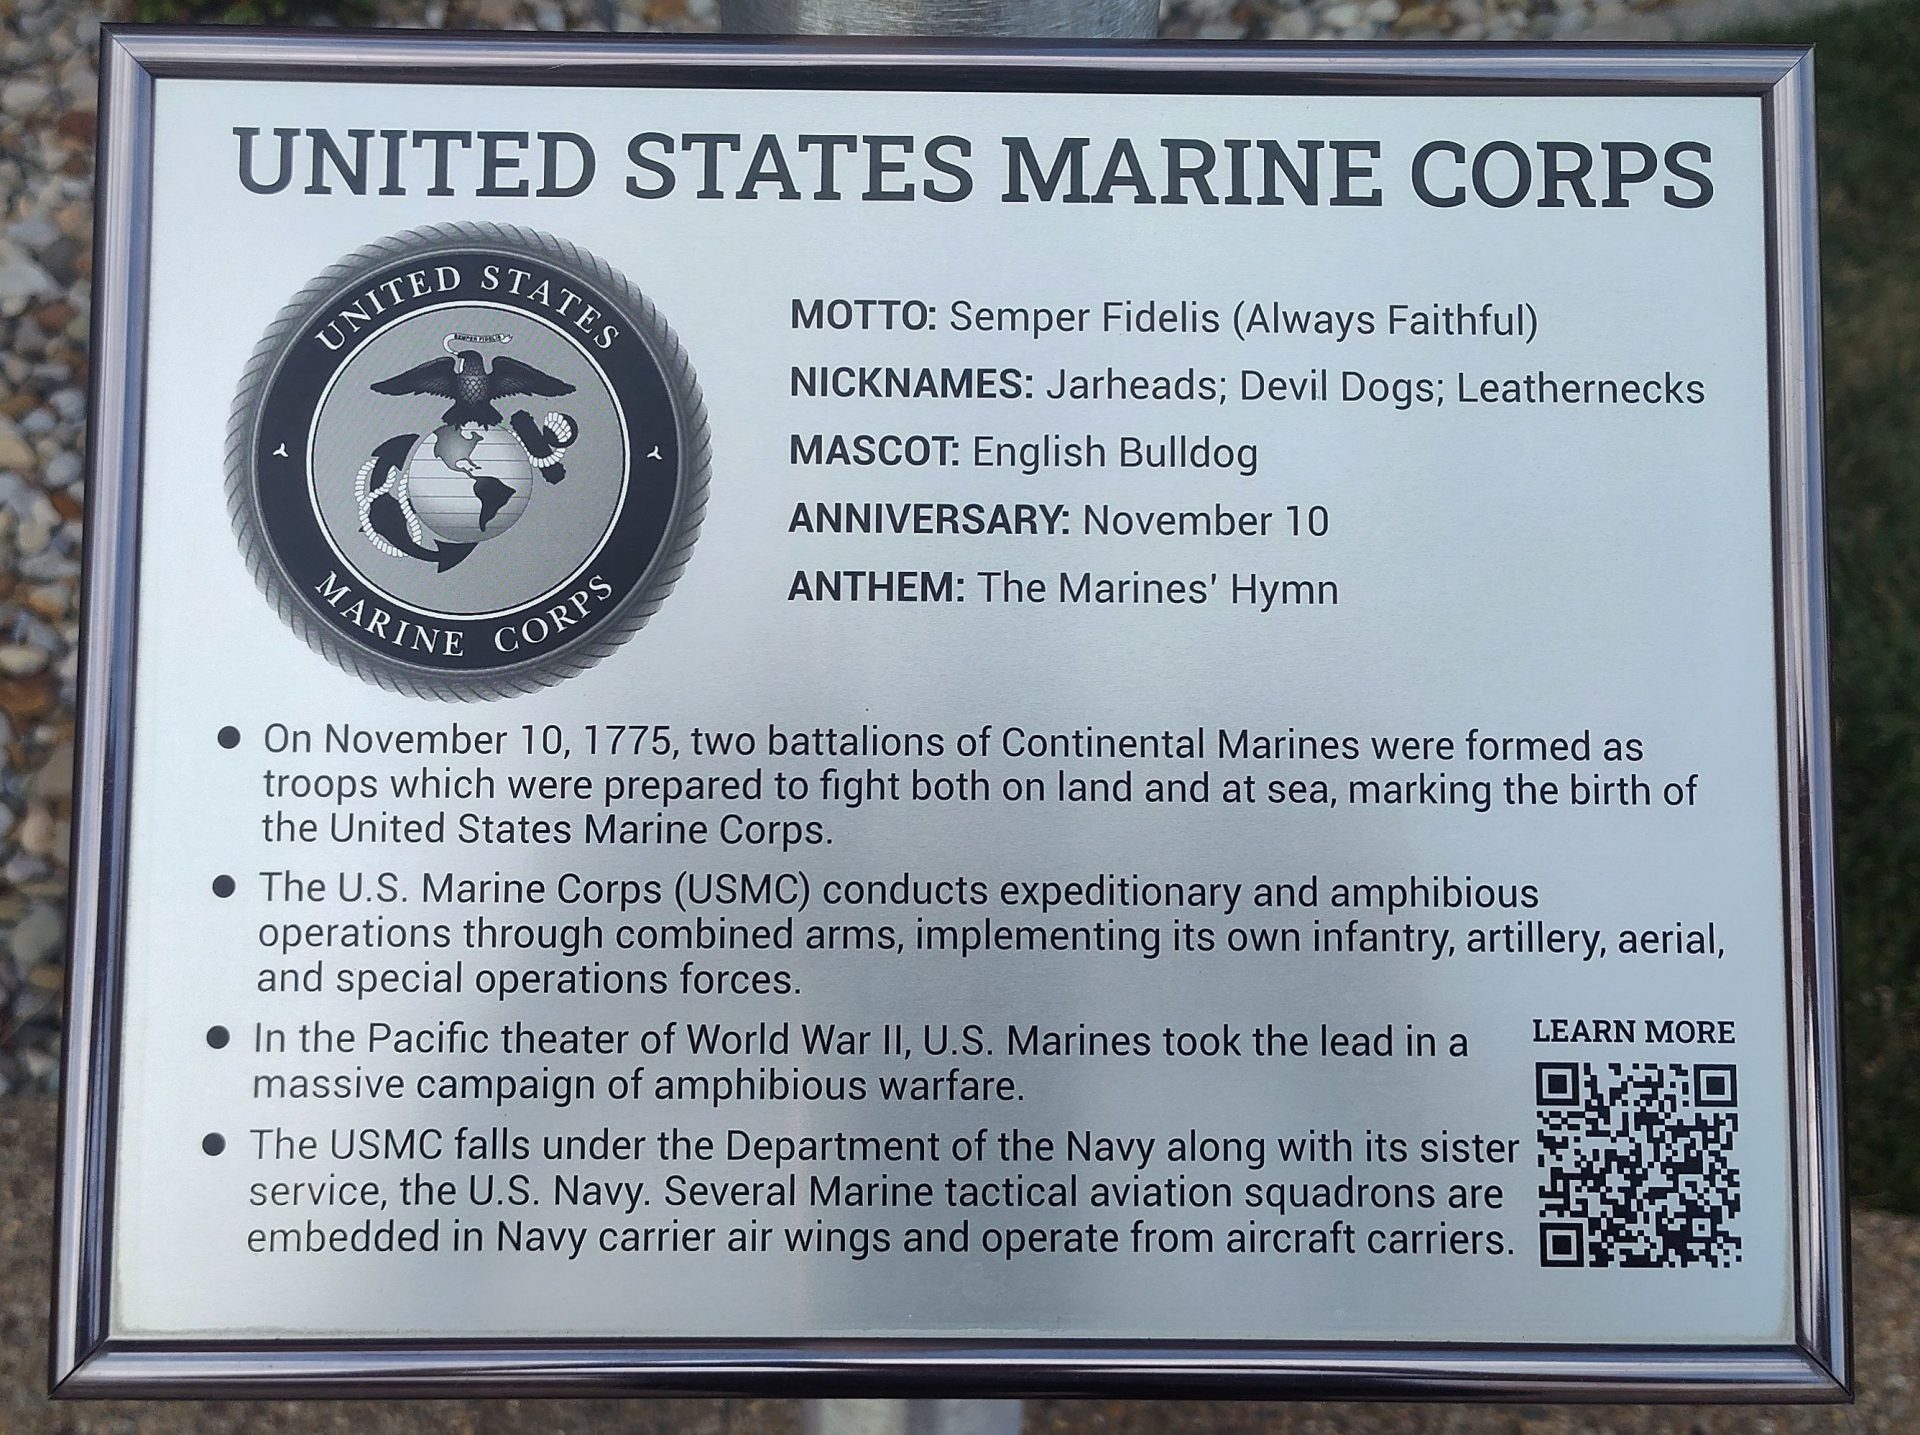 UNITED STATES MARINE CORPS
UNITED STATES
SEMPER FIDELIS
MARINE CORPS
MOTTO: Semper Fidelis (Always Faithful)
NICKNAMES: Jarheads; Devil Dogs; Leathernecks
MASCOT: English Bulldog
ANNIVERSARY: November 10
ANTHEM: The Marines' Hymn
● On November 10, 1775, two battalions of Continental Marines were formed as
troops which were prepared to fight both on land and at sea, marking the birth of
the United States Marine Corps.
● The U.S. Marine Corps (USMC) conducts expeditionary and amphibious
operations through combined arms, implementing its own infantry, artillery, aerial,
and special operations forces.
● In the Pacific theater of World War II, U.S. Marines took the lead in a
massive campaign of amphibious warfare.
● The USMC falls under the Department of the Navy along with its sister
service, the U.S. Navy. Several Marine tactical aviation squadrons are
embedded in Navy carrier air wings and operate from aircraft carriers.
LEARN MORE